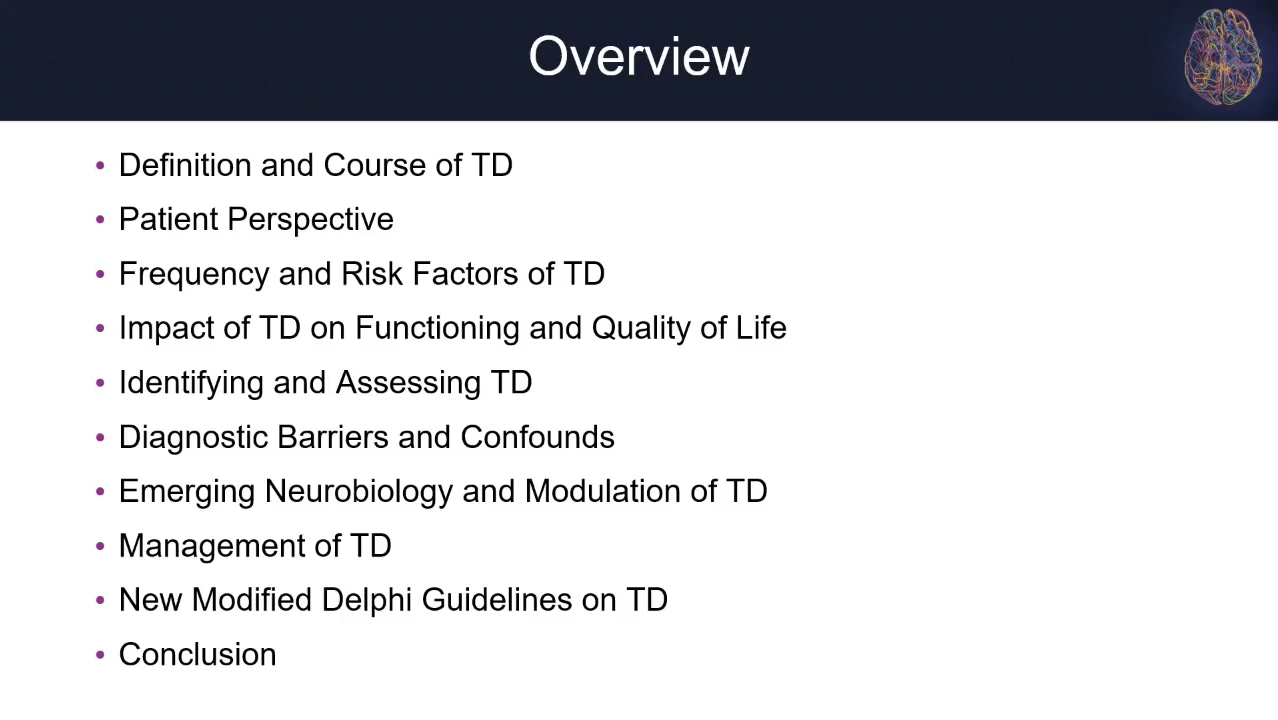 Overview
• Definition and Course of TD
• Patient Perspective
• Frequency and Risk Factors of TD
• Impact of TD on Functioning and Quality of Life
• Identifying and Assessing TD
• Diagnostic Barriers and Confounds
• Emerging Neurobiology and Modulation of TD
• Management of TD
• New Modified Delphi Guidelines on TD
• Conclusion